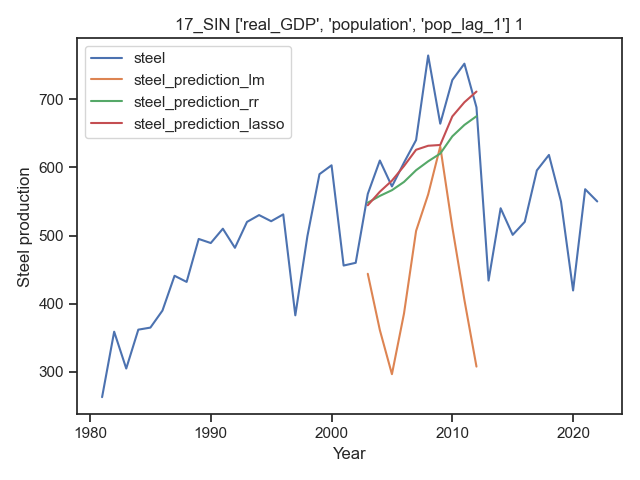 17_SIN ['real_GDP', 'population', 'pop_lag_1'] 1
steel
steel_prediction_lm
steel_prediction_rr
steel_prediction_lasso
Steel production
700
600
500
400
300
1980
1990
2000
2010
2020
Year